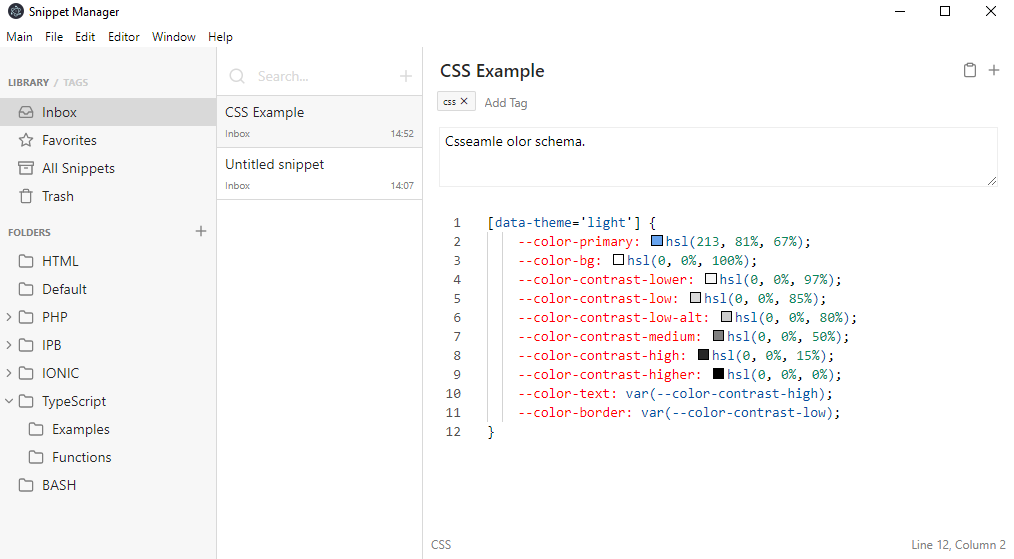 Snippet Manager
Main File Edit Editor Window Help
LIBRARY / TAGS
Inbox
Favorites
All Snippets
Trash
FOLDERS
HTML
Default
PHP
IPB
IONIC
TypeScript
Examples
Functions
BASH
Search...
CSS Example
Inbox 14:52
Untitled snippet
Inbox 14:07
CSS Example
css Add Tag
Csseamle olor schema.
1 [data-theme='light'] {
2 --color-primary: hsl(213, 81%, 67%);
3 --color-bg: hsl(0, 0%, 100%);
4 --color-contrast-lower: hsl(0, 0%, 97%);
5 --color-contrast-low: hsl(0, 0%, 85%);
6 --color-contrast-low-alt: hsl(0, 0%, 80%);
7 --color-contrast-medium: hsl(0, 0%, 50%);
8 --color-contrast-high: hsl(0, 0%, 15%);
9 --color-contrast-higher: hsl(0, 0%, 0%);
10 --color-text: var(--color-contrast-high);
11 --color-border: var(--color-contrast-low);
12 }
CSS Line 12, Column 2